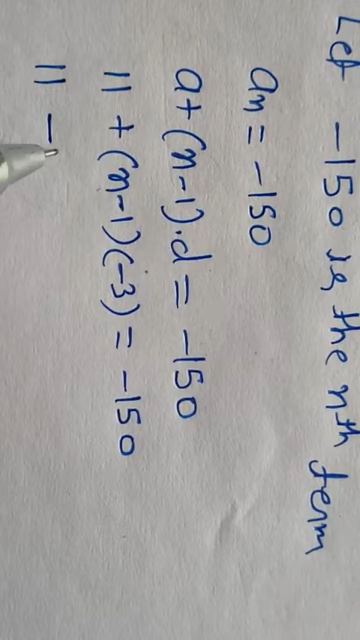 Let -150 is the nth term
an = -150
a+(n-1).d = -150
11 + (n-1)(-3) = -150
11 -